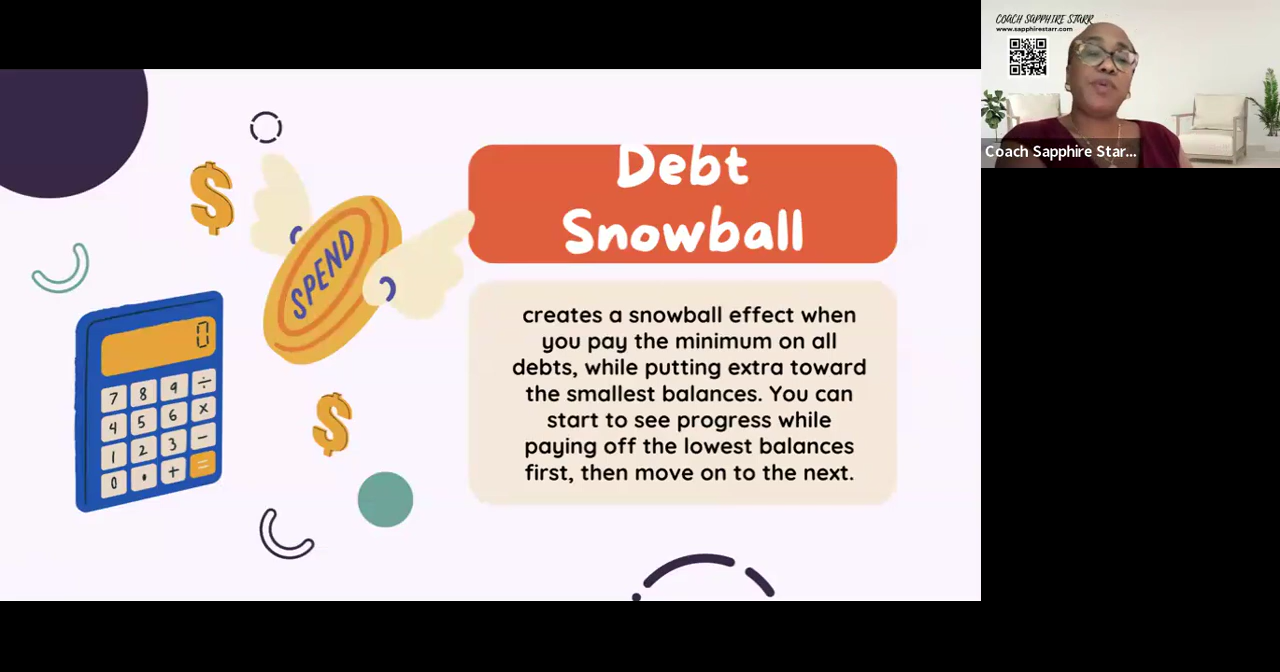 COACH SAPPHIRE STARR
www.sapphirestarr.com
Coach Sapphire Star...
Debt
Snowball
$
SPEND
creates a snowball effect when
you pay the minimum on all
debts, while putting extra toward
the smallest balances. You can
start to see progress while
paying off the lowest balances
first, then move on to the next.
0
7 8 9 ÷
4 5 6 x
1 2 3 -
0 . + =
$